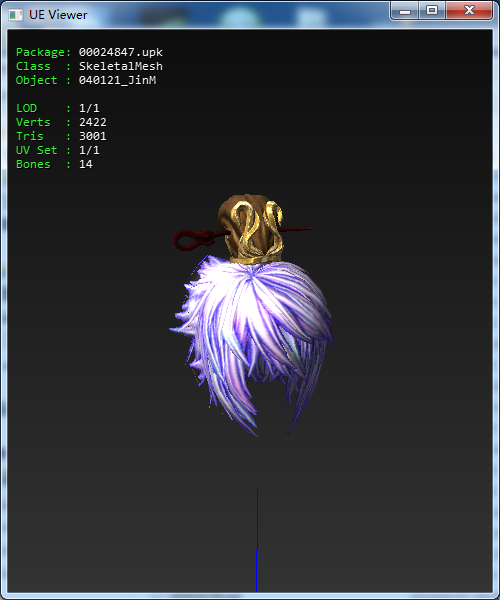 UE Viewer
Package: 00024847.upk
Class : SkeletalMesh
Object : 040121_JinM
LOD : 1/1
Verts : 2422
Tris : 3001
UV Set : 1/1
Bones : 14